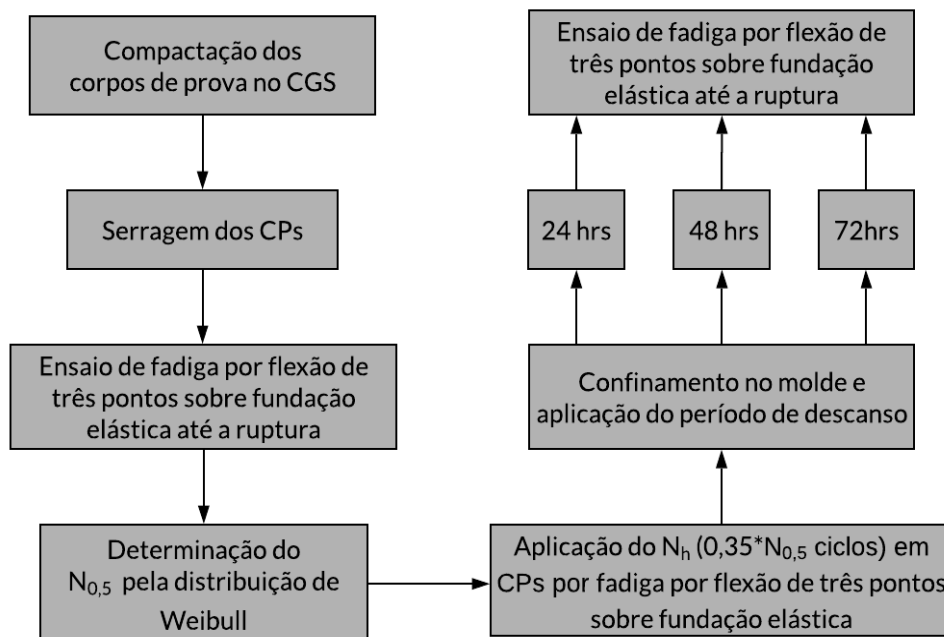 Compactação dos
corpos de prova no CGS
Serragem dos CPs
Ensaio de fadiga por flexão de
três pontos sobre fundação
elástica até a ruptura
Determinação do
N0,5 pela distribuição de
Weibull
Aplicação do Nh (0,35*N0,5 ciclos) em
CPs por fadiga por flexão de três pontos
sobre fundação elástica
Confinamento no molde e
aplicação do período de descanso
24 hrs
48 hrs
72hrs
Ensaio de fadiga por flexão de
três pontos sobre fundação
elástica até a ruptura